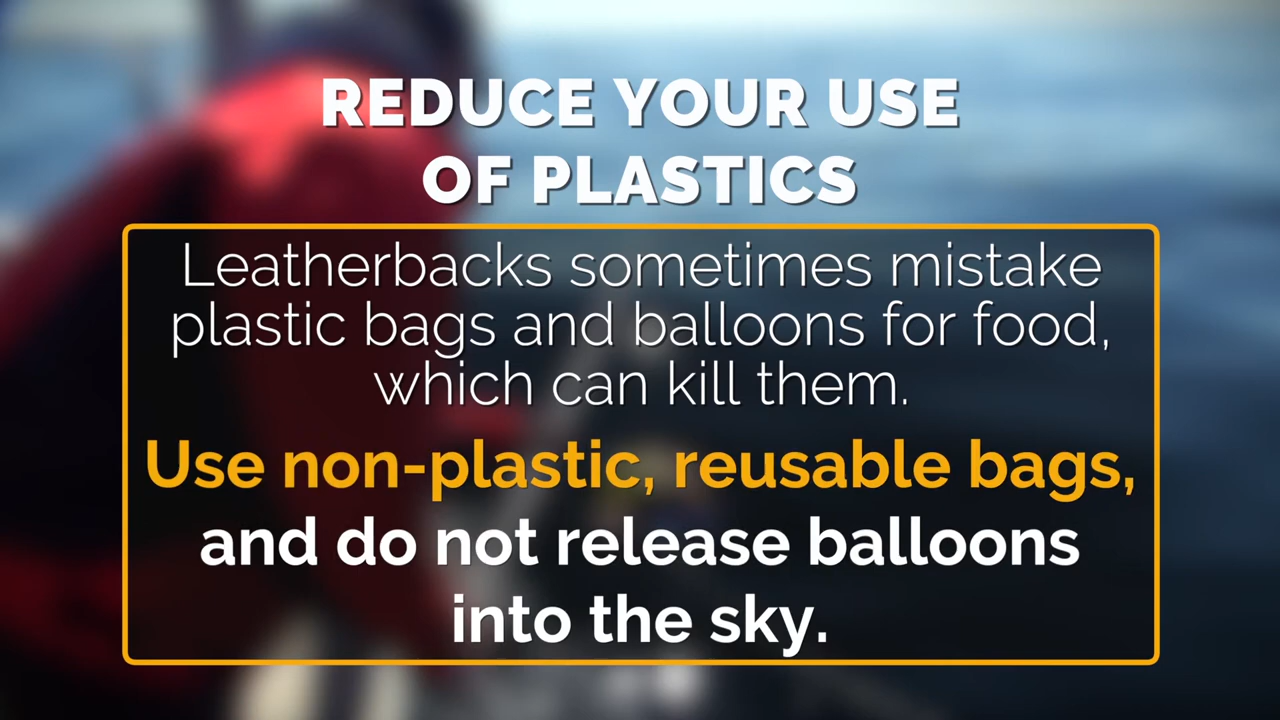 REDUCE YOUR USE
OF PLASTICS
Leatherbacks sometimes mistake
plastic bags and balloons for food,
which can kill them.
Use non-plastic, reusable bags,
and do not release balloons
into the sky.